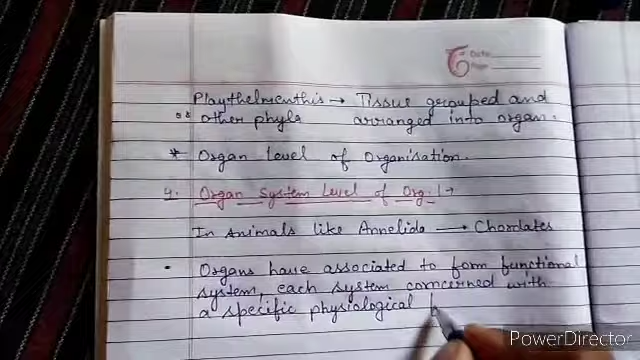 Date
Page
Playthelmenthis → Tissue grouped and
other phyla arranged into organ.
* Organ level of Organisation.
4. Organ System Level of Org. ! →
In Animals like Annelida → Chordates
• Organs have associated to form functional
system, each system concerned with
a specific physiological
PowerDirector